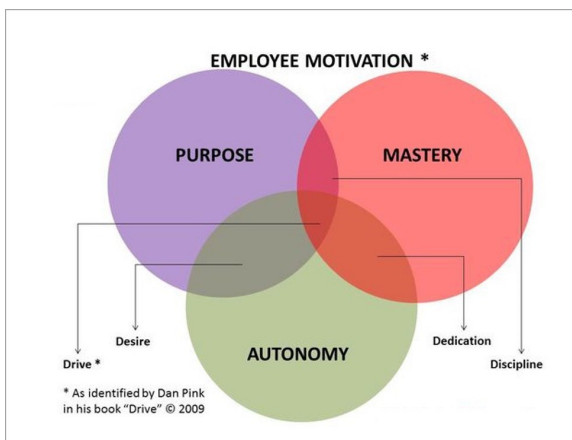 EMPLOYEE MOTIVATION *
PURPOSE
MASTERY
AUTONOMY
Desire
Dedication
Drive *
Discipline
* As identified by Dan Pink
in his book “Drive” © 2009